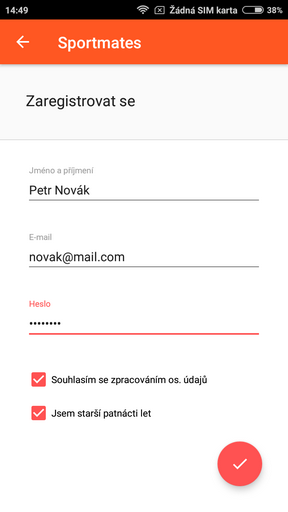 14:49 Žádná SIM karta 38%
Sportmates
Zaregistrovat se
Jméno a příjmení
Petr Novák
E-mail
novak@mail.com
Heslo
••••••••
Souhlasím se zpracováním os. údajů
Jsem starší patnácti let